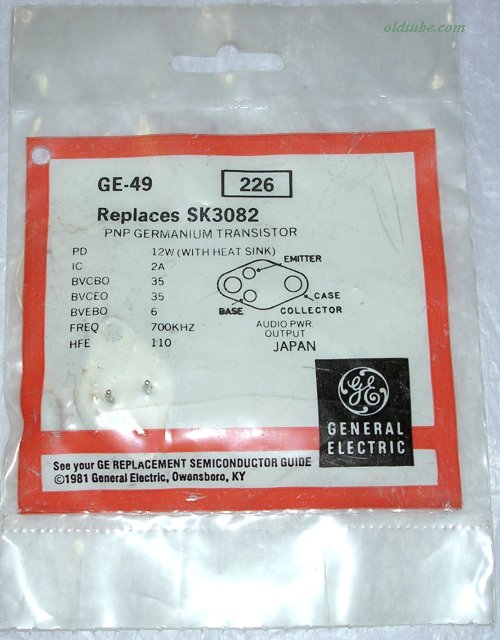 oldtube.com
GE-49 226
Replaces SK3082
PNP GERMANIUM TRANSISTOR
PD 12W (WITH HEAT SINK)
IC 2A
BVCBO 35
BVCEO 35
BVEBO 6
FREQ 700KHZ
HFE 110
EMITTER
BASE
CASE
COLLECTOR
AUDIO PWR.
OUTPUT
JAPAN
GE
GENERAL
ELECTRIC
See your GE REPLACEMENT SEMICONDUCTOR GUIDE
©1981 General Electric, Owensboro, KY